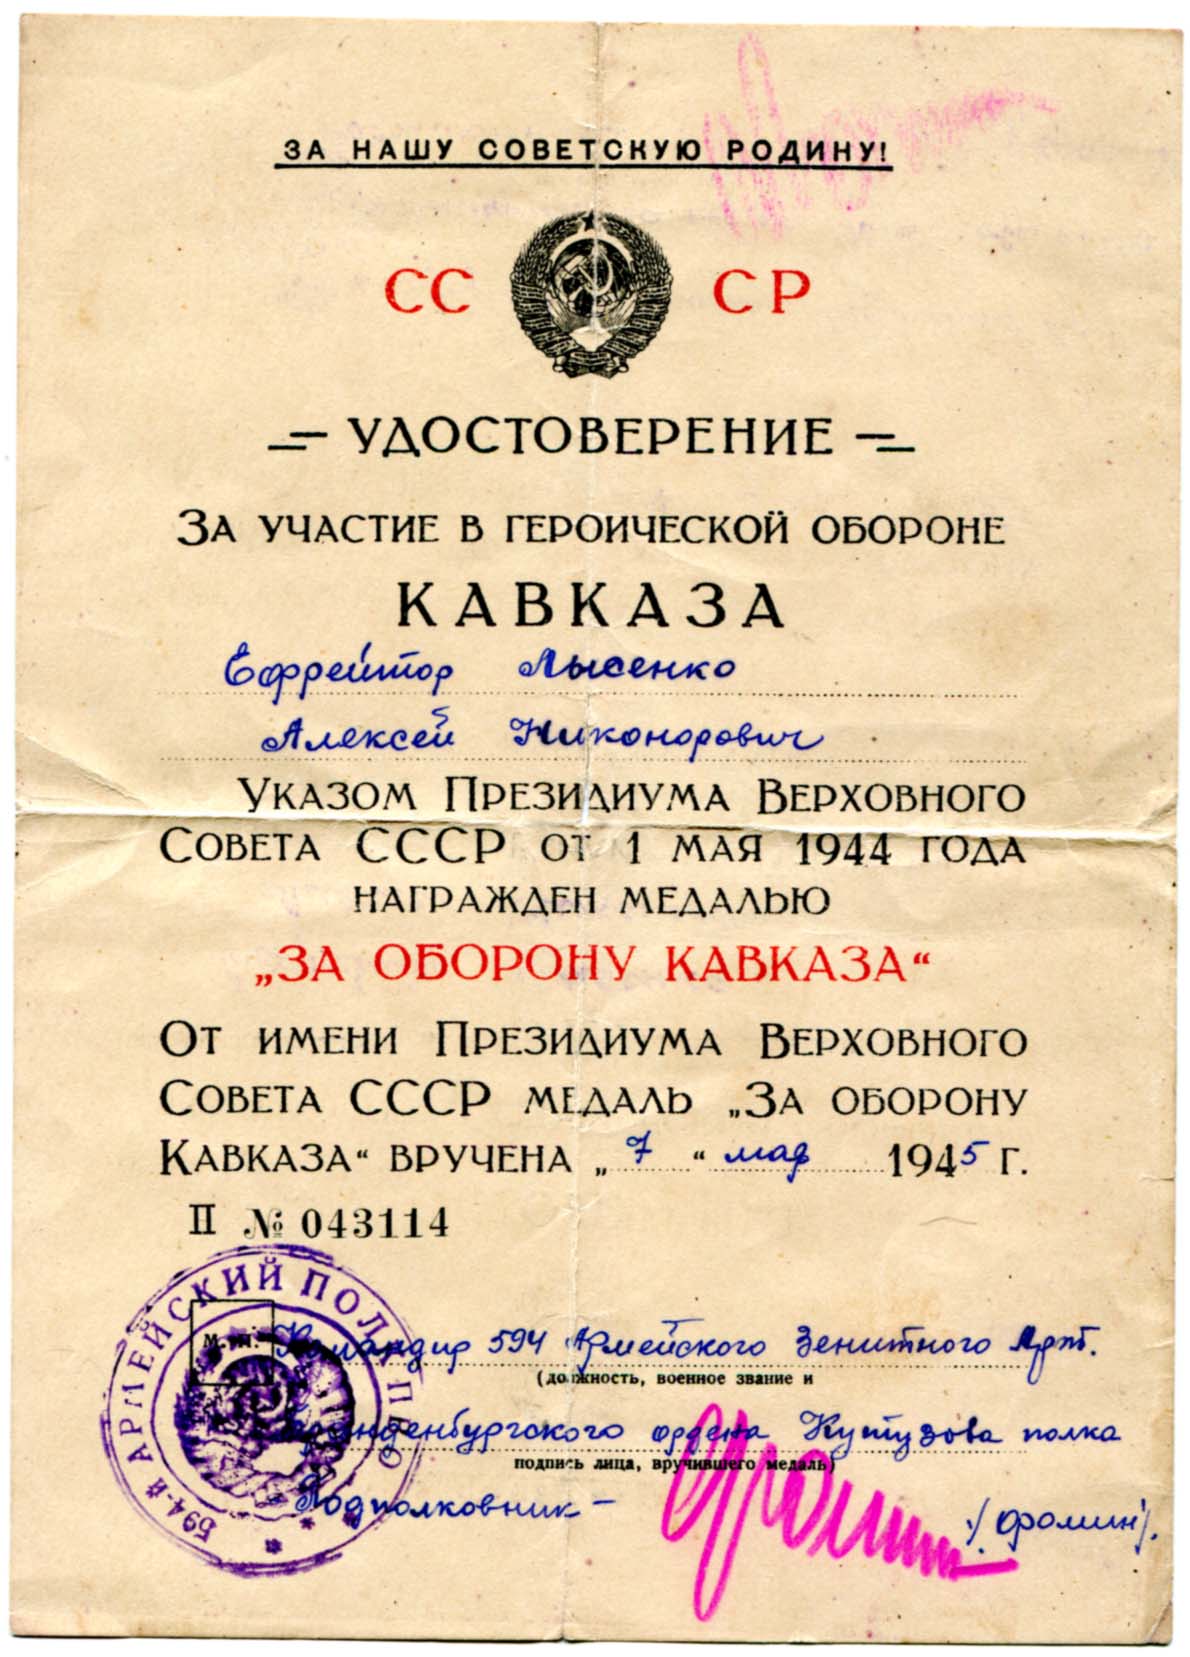 ЗА НАШУ СОВЕТСКУЮ РОДИНУ!
СС СР
УДОСТОВЕРЕНИЕ
ЗА УЧАСТИЕ В ГЕРОИЧЕСКОЙ ОБОРОНЕ
КАВКАЗА
Ефрейтор Лысенко
Алексей Никонорович
УКАЗОМ ПРЕЗИДИУМА ВЕРХОВНОГО
СОВЕТА СССР ОТ 1 МАЯ 1944 ГОДА
НАГРАЖДЕН МЕДАЛЬЮ
„ЗА ОБОРОНУ КАВКАЗА“
ОТ ИМЕНИ ПРЕЗИДИУМА ВЕРХОВНОГО
СОВЕТА СССР МЕДАЛЬ „ЗА ОБОРОНУ
КАВКАЗА“ ВРУЧЕНА „7“ мая 1945 Г.
II № 043114
594-Й АРМЕЙСКИЙ ПОЛК ПВО
М. П.
Командир 594 Армейского Зенитного Арт.
(должность, военное звание и
Бранденбургского ордена Кутузова полка
подпись лица, вручившего медаль)
Подполковник – Фомин /Фомин/.